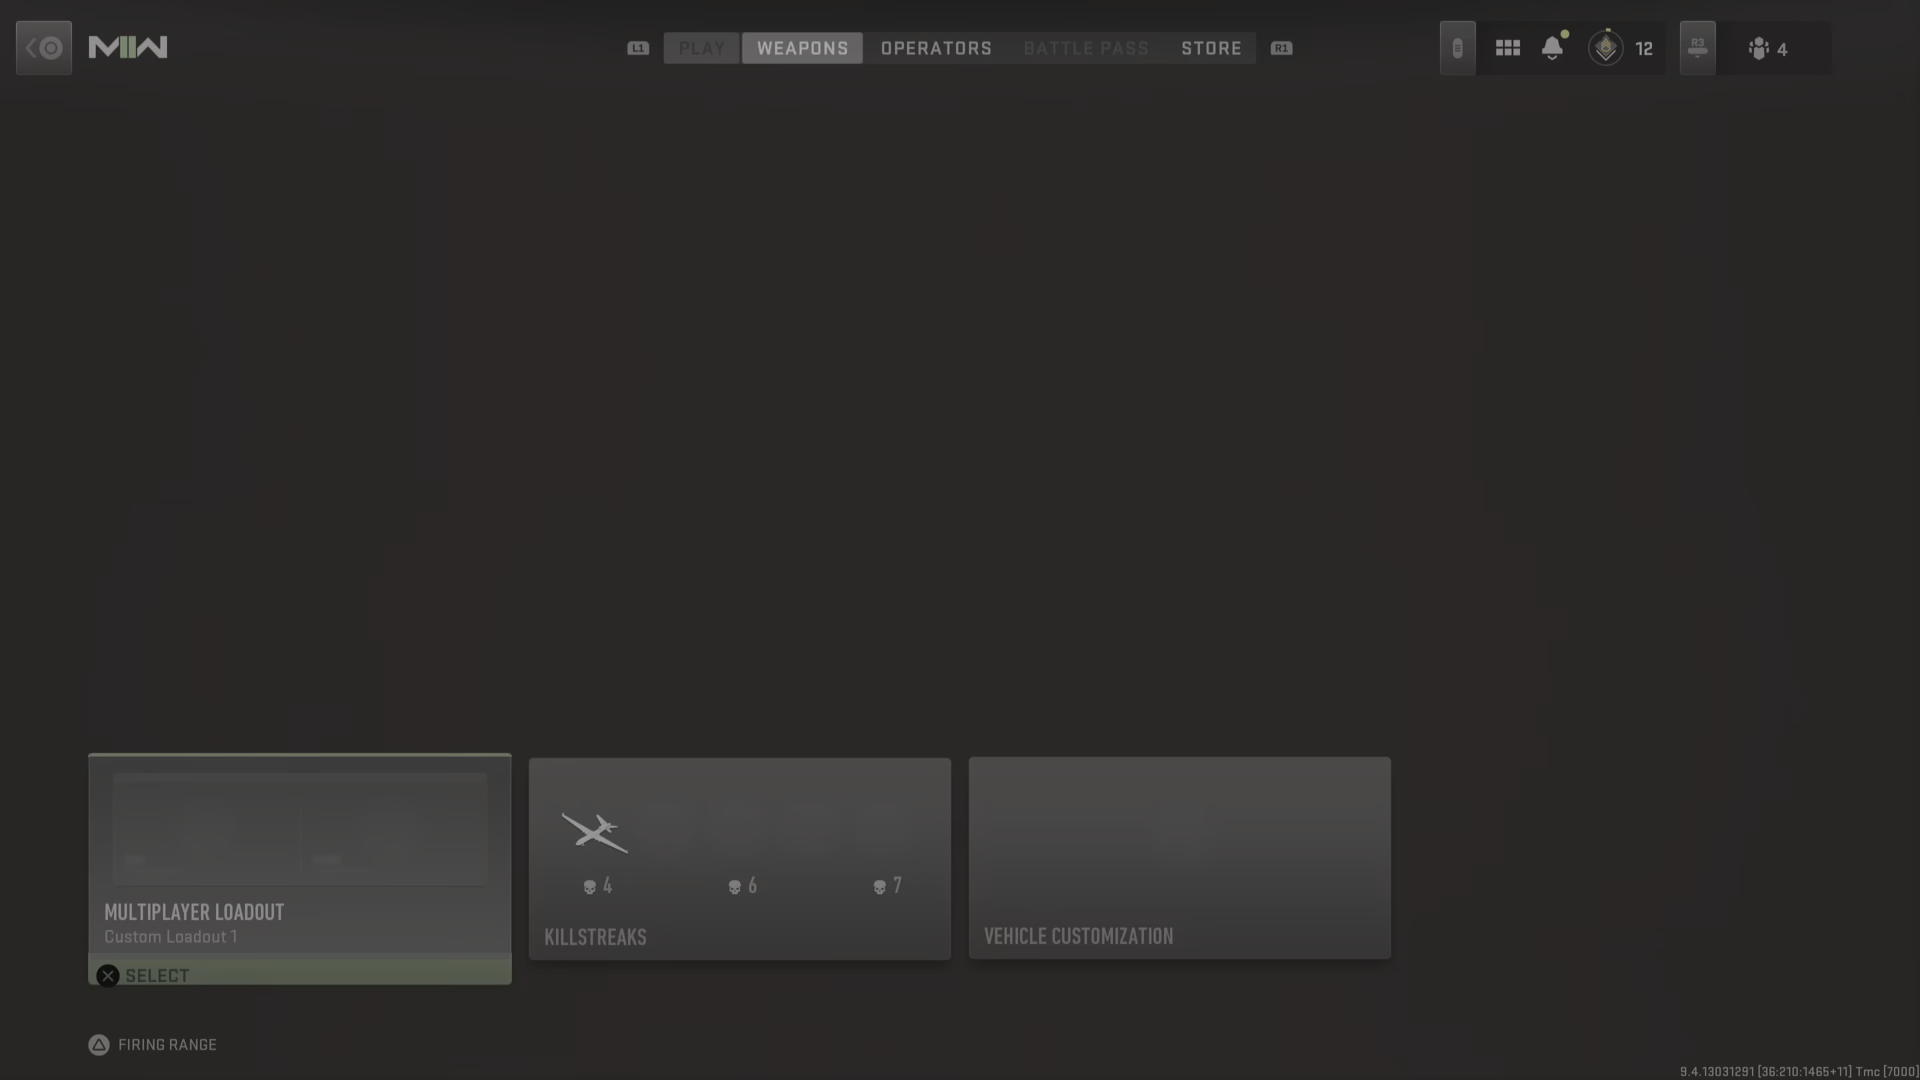 MIIW
L1 PLAY WEAPONS OPERATORS BATTLE PASS STORE R1
12
R3
4
4 6 7
MULTIPLAYER LOADOUT
Custom Loadout 1
KILLSTREAKS
VEHICLE CUSTOMIZATION
SELECT
FIRING RANGE
9.4.13031291 [36:210:1465+11] Tmc [7000]